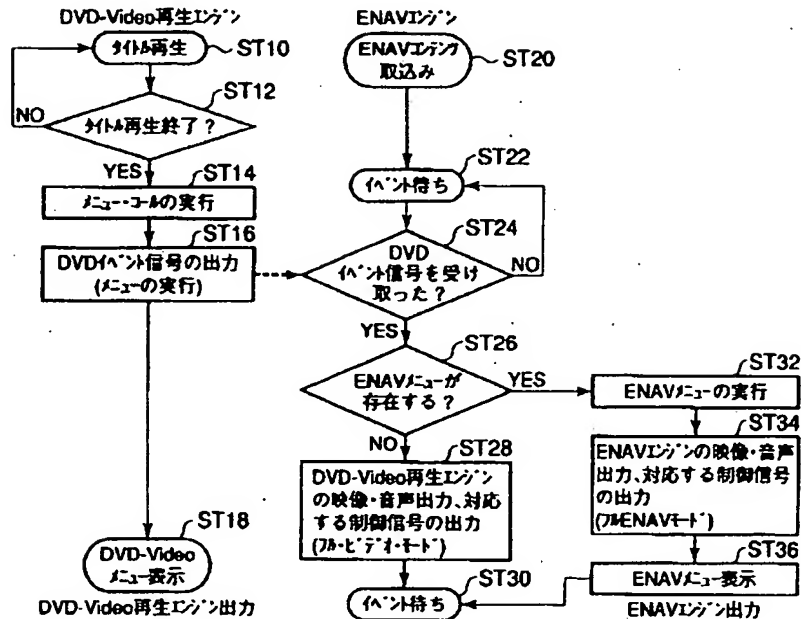 DVD-Video再生エンジン
タイトル再生
ST10
ST12
NO
タイトル再生終了?
YES
ST14
メニュー・コールの実行
ST16
DVDイベント信号の出力
(メニューの実行)
ST18
DVD-Video
メニュー表示
DVD-Video再生エンジン出力
ENAVエンジン
ENAVコンテンツ
取込み
ST20
ST22
イベント待ち
ST24
DVD
イベント信号を受け
取った?
NO
YES
ST26
ENAVメニューが
存在する?
YES
NO
ST28
DVD-Video再生エンジン
の映像・音声出力、対応
する制御信号の出力
(フル・ビデオ・モード)
ST30
イベント待ち
ST32
ENAVメニューの実行
ST34
ENAVエンジンの映像・音声
出力、対応する制御信号
の出力
(フルENAVモード)
ST36
ENAVメニュー表示
ENAVエンジン出力